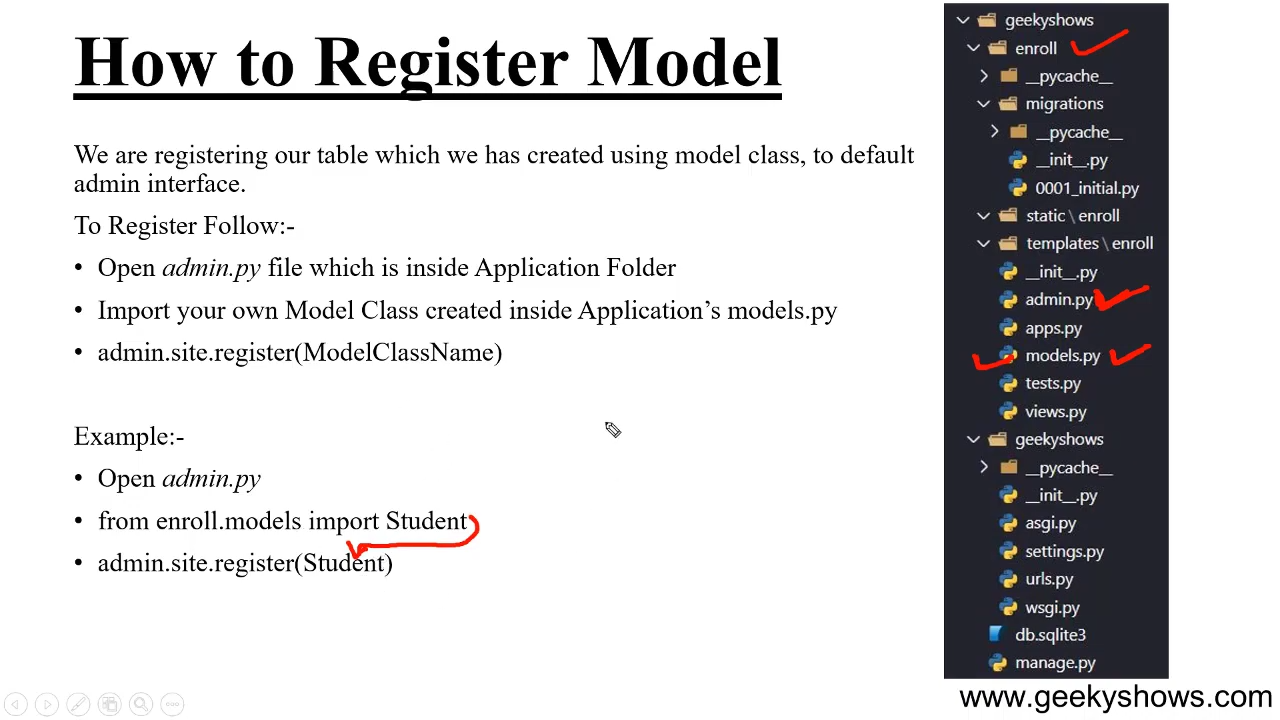 How to Register Model
We are registering our table which we has created using model class, to default
admin interface.
To Register Follow:-
• Open admin.py file which is inside Application Folder
• Import your own Model Class created inside Application’s models.py
• admin.site.register(ModelClassName)
Example:-
• Open admin.py
• from enroll.models import Student
• admin.site.register(Student)
geekyshows
enroll
__pycache__
migrations
__pycache__
__init__.py
0001_initial.py
static \ enroll
templates \ enroll
__init__.py
admin.py
apps.py
models.py
tests.py
views.py
geekyshows
__pycache__
__init__.py
asgi.py
settings.py
urls.py
wsgi.py
db.sqlite3
manage.py
www.geekyshows.com